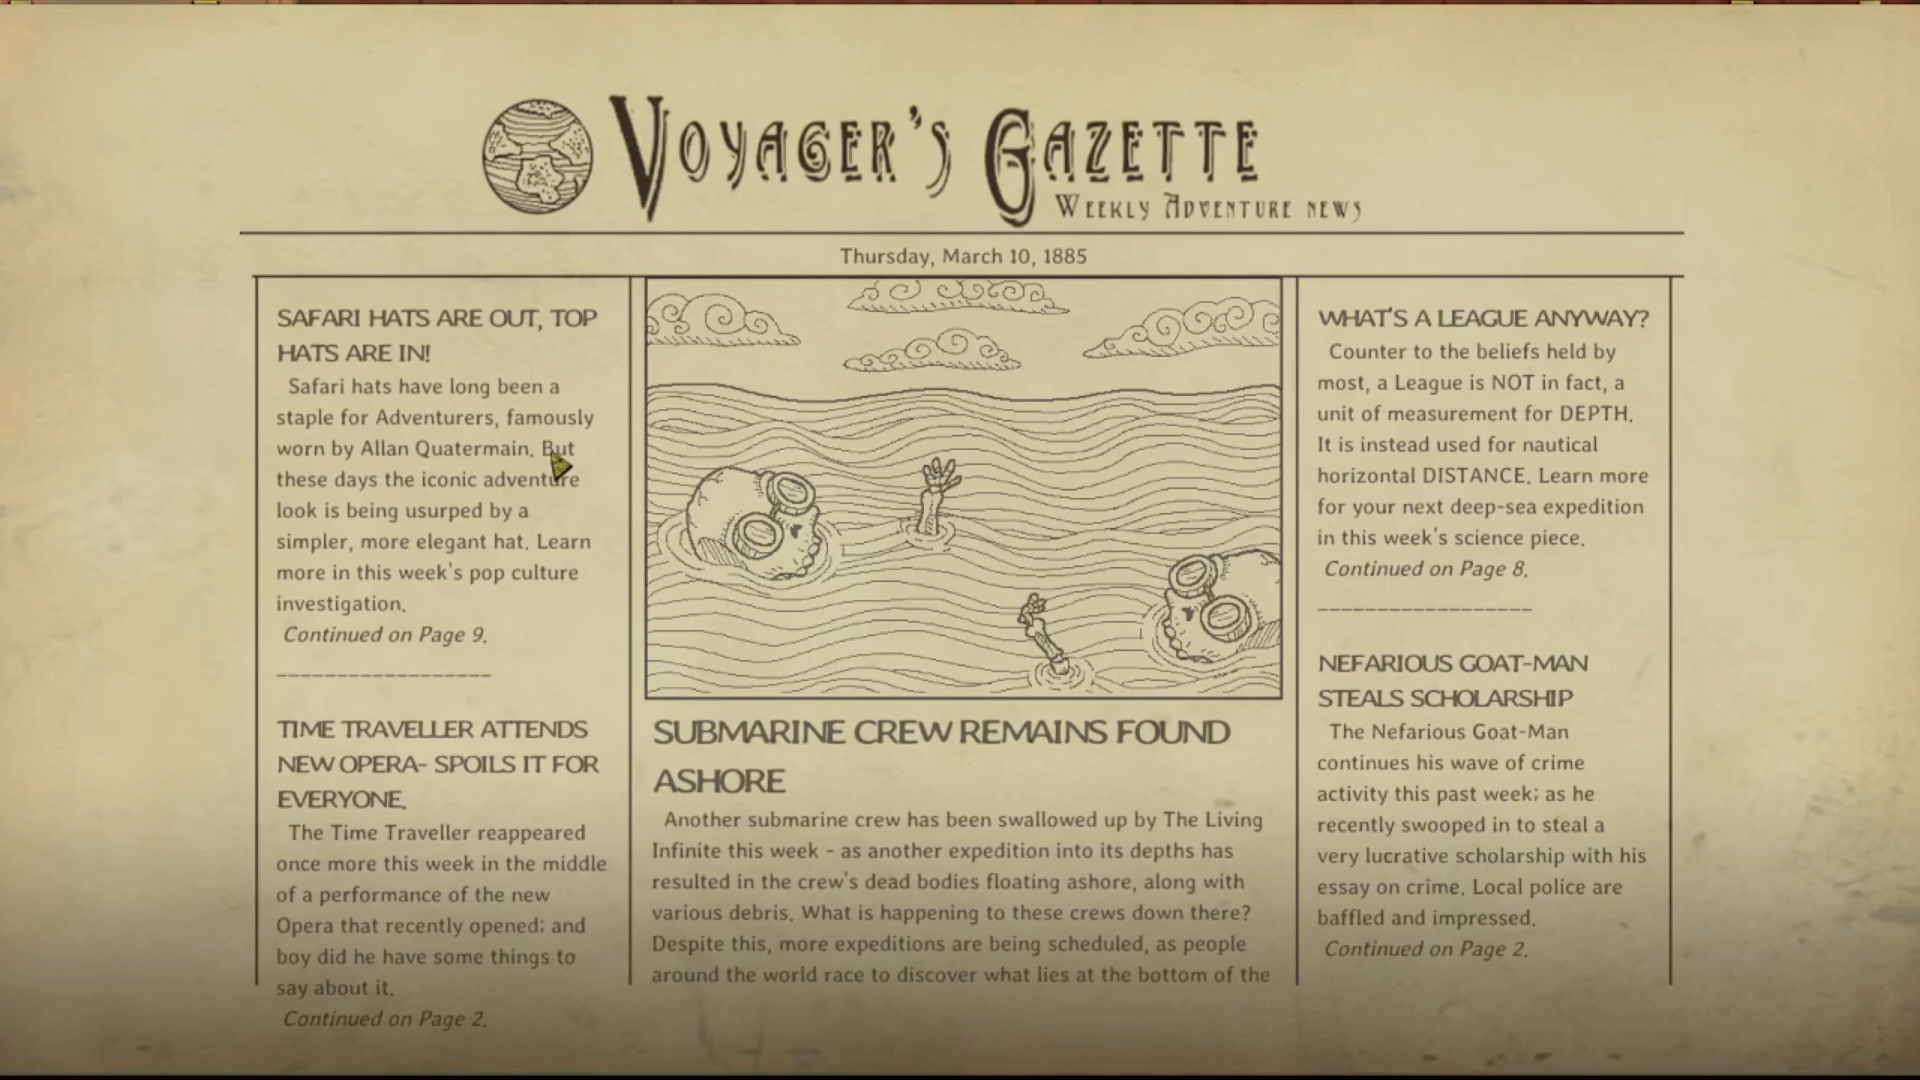 VOYAGER'S GAZETTE
WEEKLY ADVENTURE NEWS
Thursday, March 10, 1885
SAFARI HATS ARE OUT, TOP
HATS ARE IN!
Safari hats have long been a
staple for Adventurers, famously
worn by Allan Quatermain. But
these days the iconic adventure
look is being usurped by a
simpler, more elegant hat. Learn
more in this week's pop culture
investigation.
Continued on Page 9.
__________________
TIME TRAVELLER ATTENDS
NEW OPERA- SPOILS IT FOR
EVERYONE.
The Time Traveller reappeared
once more this week in the middle
of a performance of the new
Opera that recently opened; and
boy did he have some things to
say about it.
Continued on Page 2.
SUBMARINE CREW REMAINS FOUND
ASHORE
Another submarine crew has been swallowed up by The Living
Infinite this week - as another expedition into its depths has
resulted in the crew's dead bodies floating ashore, along with
various debris. What is happening to these crews down there?
Despite this, more expeditions are being scheduled, as people
around the world race to discover what lies at the bottom of the
WHAT'S A LEAGUE ANYWAY?
Counter to the beliefs held by
most, a League is NOT in fact, a
unit of measurement for DEPTH.
It is instead used for nautical
horizontal DISTANCE. Learn more
for your next deep-sea expedition
in this week's science piece.
Continued on Page 8.
__________________
NEFARIOUS GOAT-MAN
STEALS SCHOLARSHIP
The Nefarious Goat-Man
continues his wave of crime
activity this past week; as he
recently swooped in to steal a
very lucrative scholarship with his
essay on crime. Local police are
baffled and impressed.
Continued on Page 2.